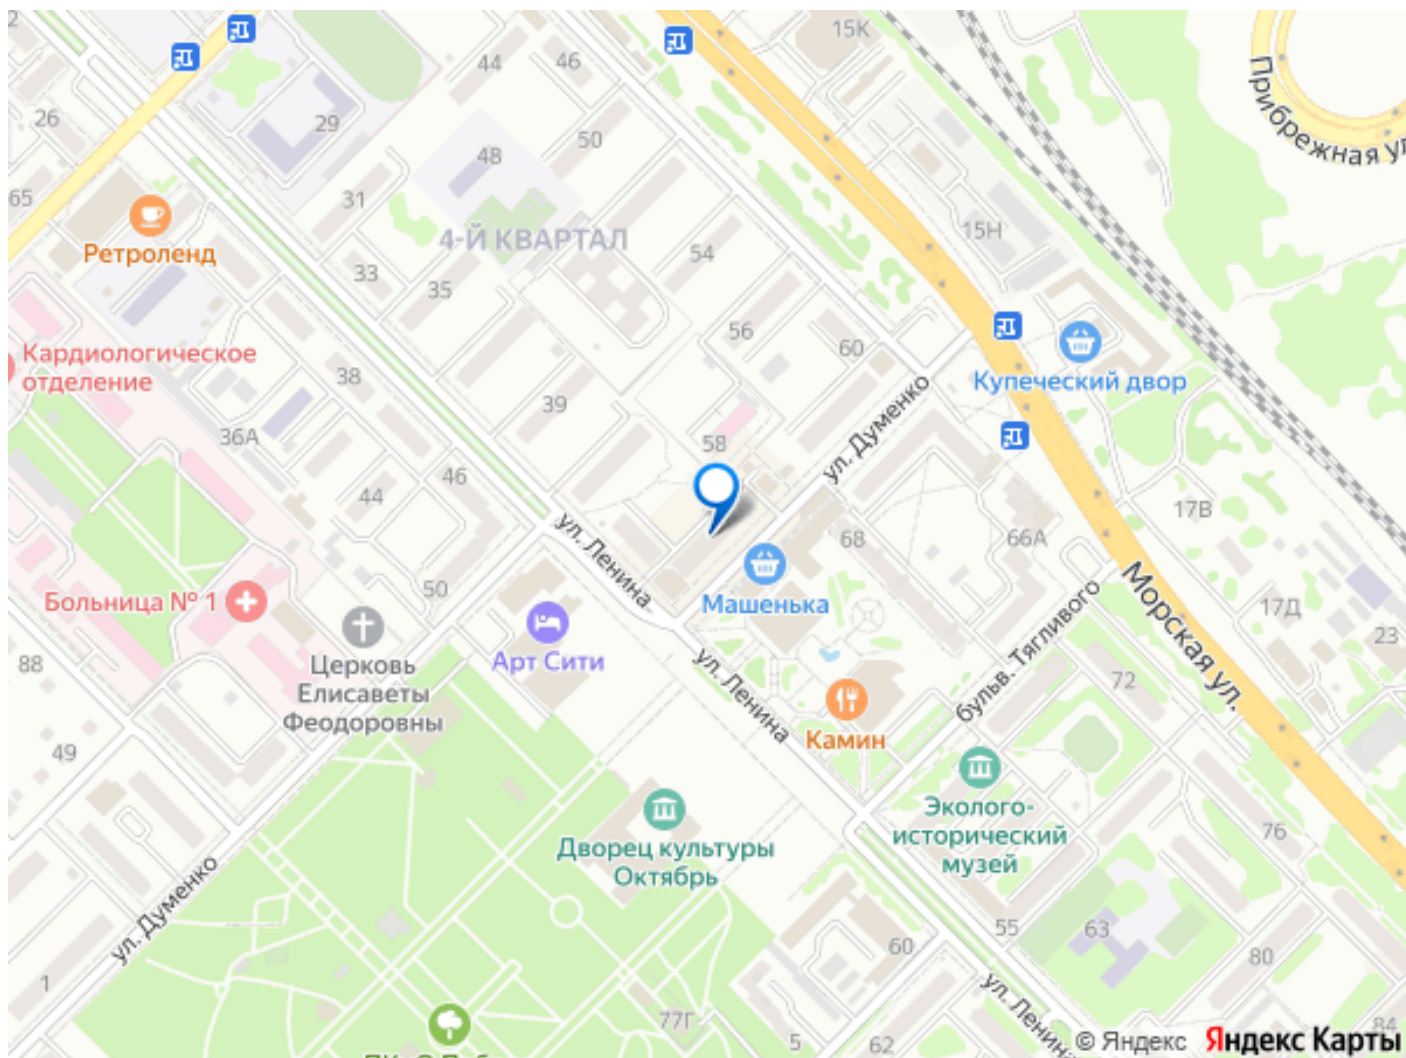 2
15К
44
46
26
29
50
48
Прибрежная ул
65
31
4-Й КВАРТАЛ
54
15Н
Ретроленд
33
35
56
60
Кардиологическое
отделение
38
39
36А
58
ул. Думенко
Купеческий двор
44
46
ул. Ленина
68
66А
17В
Морская ул.
50
Больница № 1
Машенька
17Д
23
88
Церковь
Елисаветы
Феодоровны
Арт Сити
ул. Ленина
бульв. Тягливого
72
Камин
49
Эколого-
исторический
музей
76
Дворец культуры
Октябрь
ул. Думенко
55
63
60
80
1
ул. Ленина
77Г
5
62
84
© Яндекс Яндекс Карты